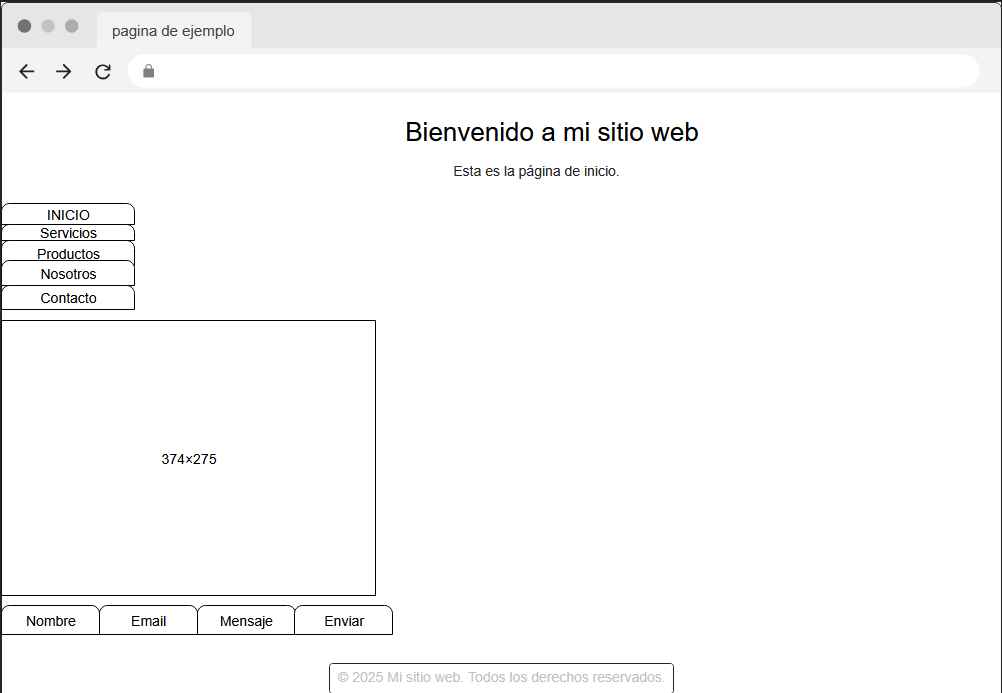 pagina de ejemplo
Bienvenido a mi sitio web
Esta es la página de inicio.
INICIO
Servicios
Productos
Nosotros
Contacto
374×275
Nombre Email Mensaje Enviar
© 2025 Mi sitio web. Todos los derechos reservados.